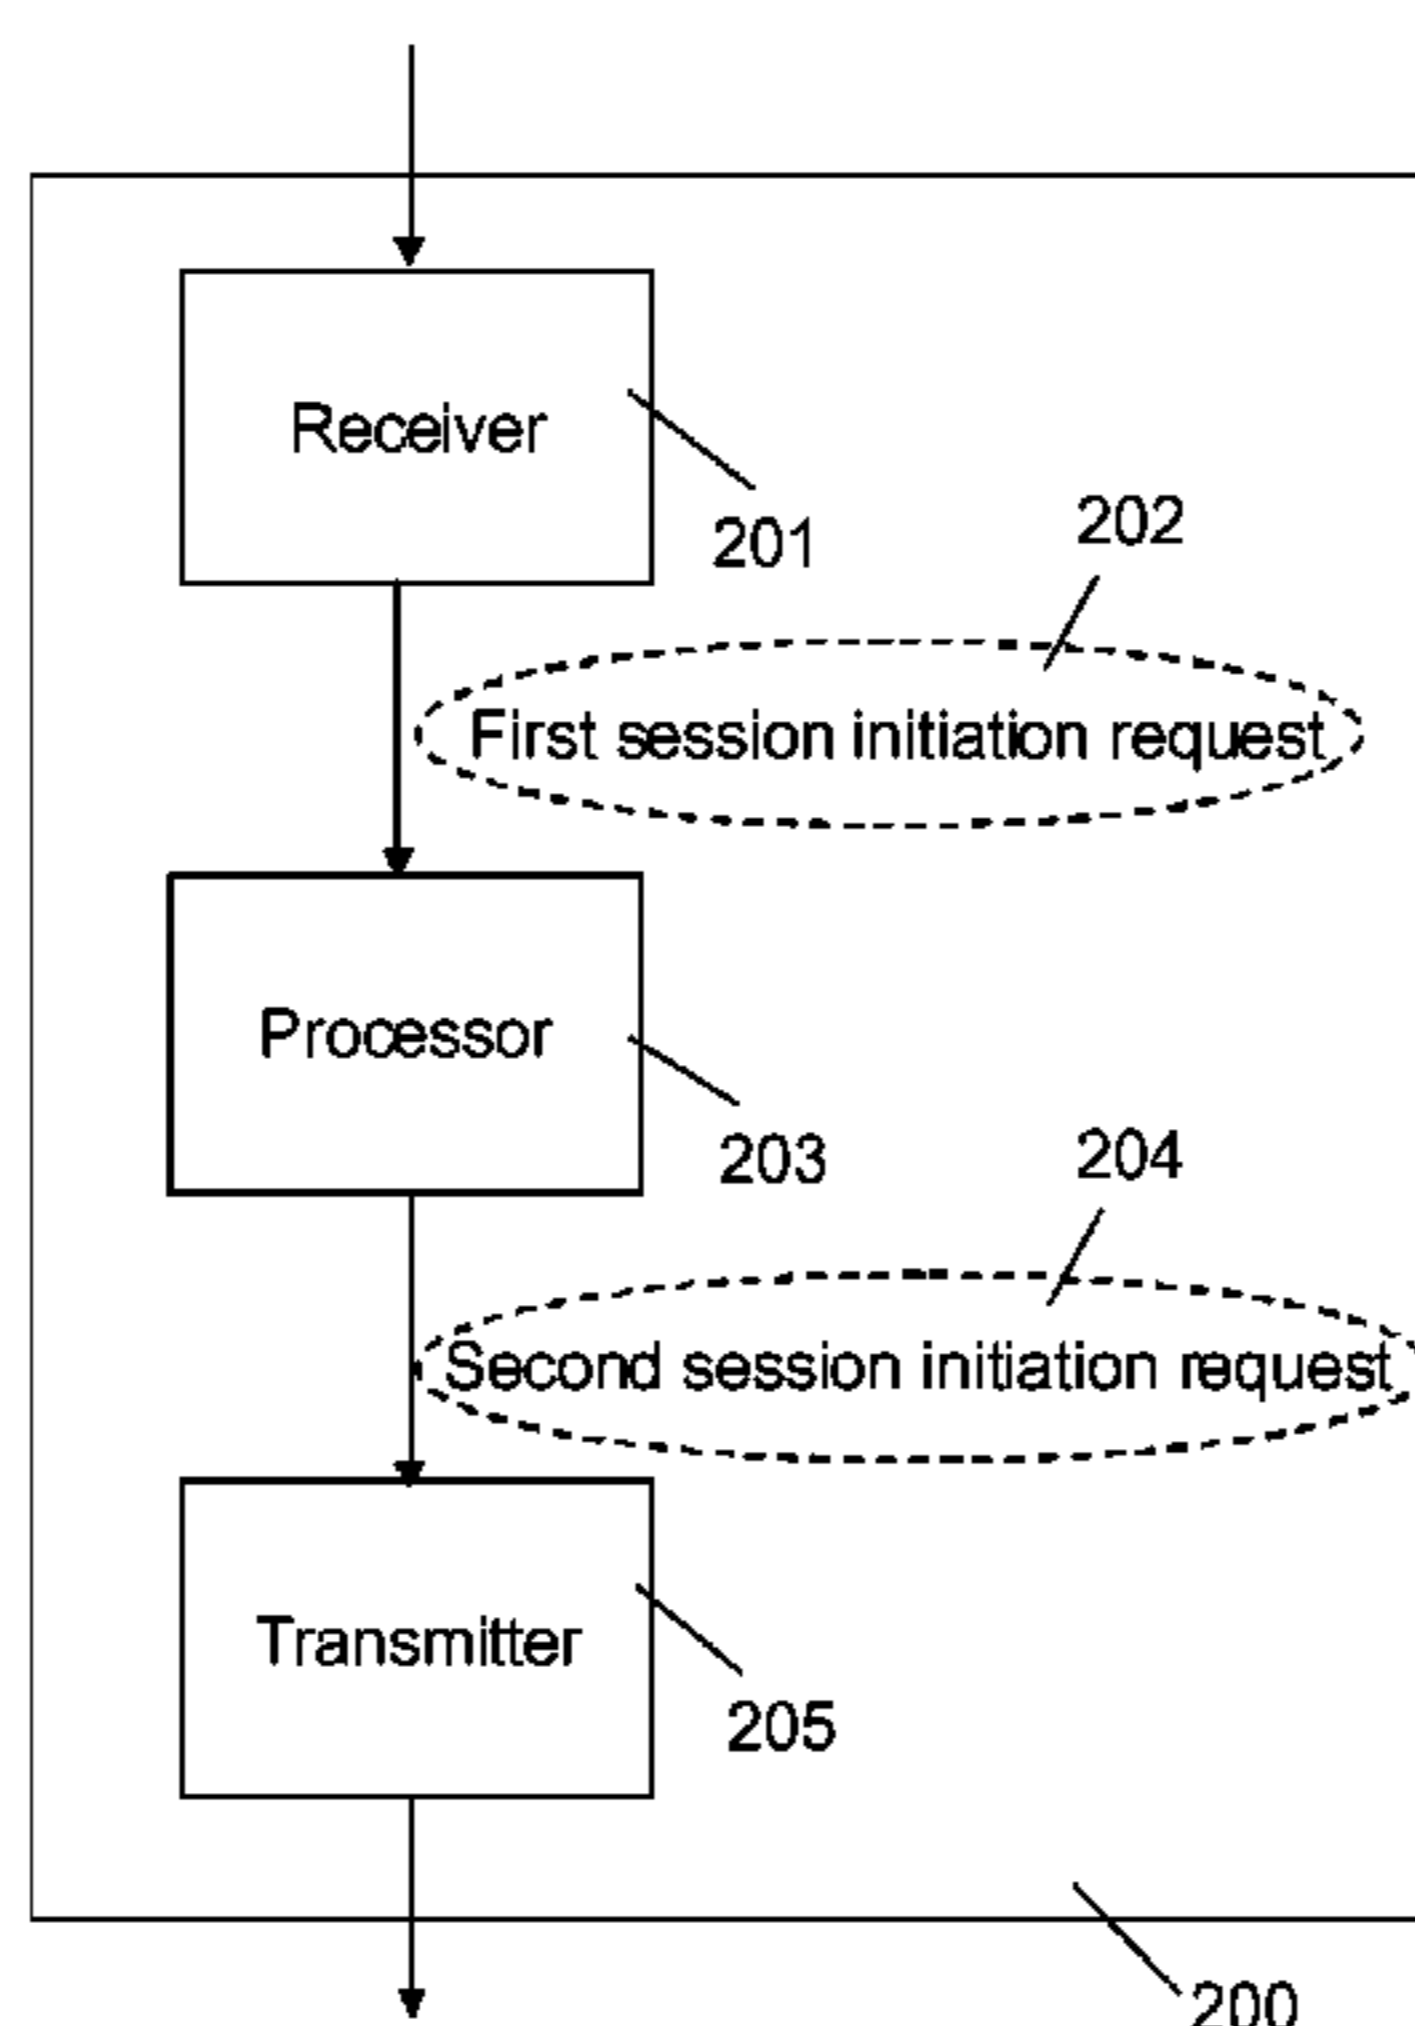 Receiver
201
202
First session initiation request
Processor
203
204
Second session initiation request
Transmitter
205
200